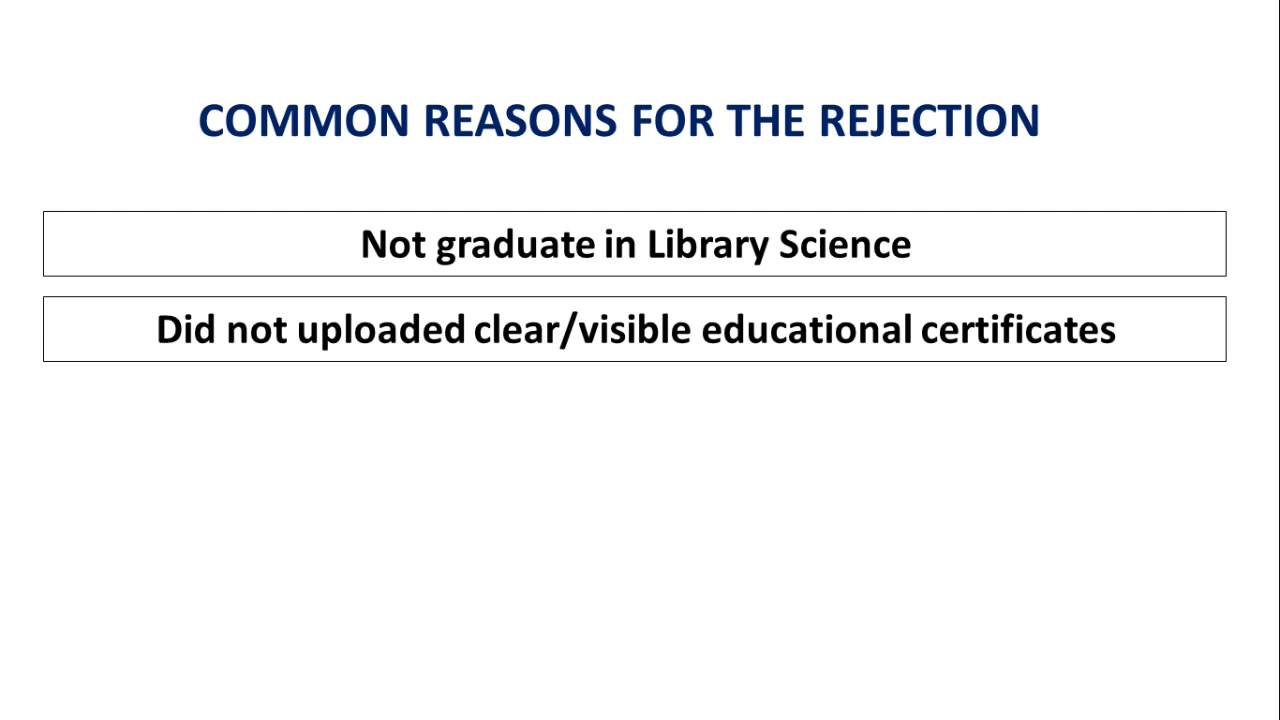 COMMON REASONS FOR THE REJECTION
Not graduate in Library Science
Did not uploaded clear/visible educational certificates